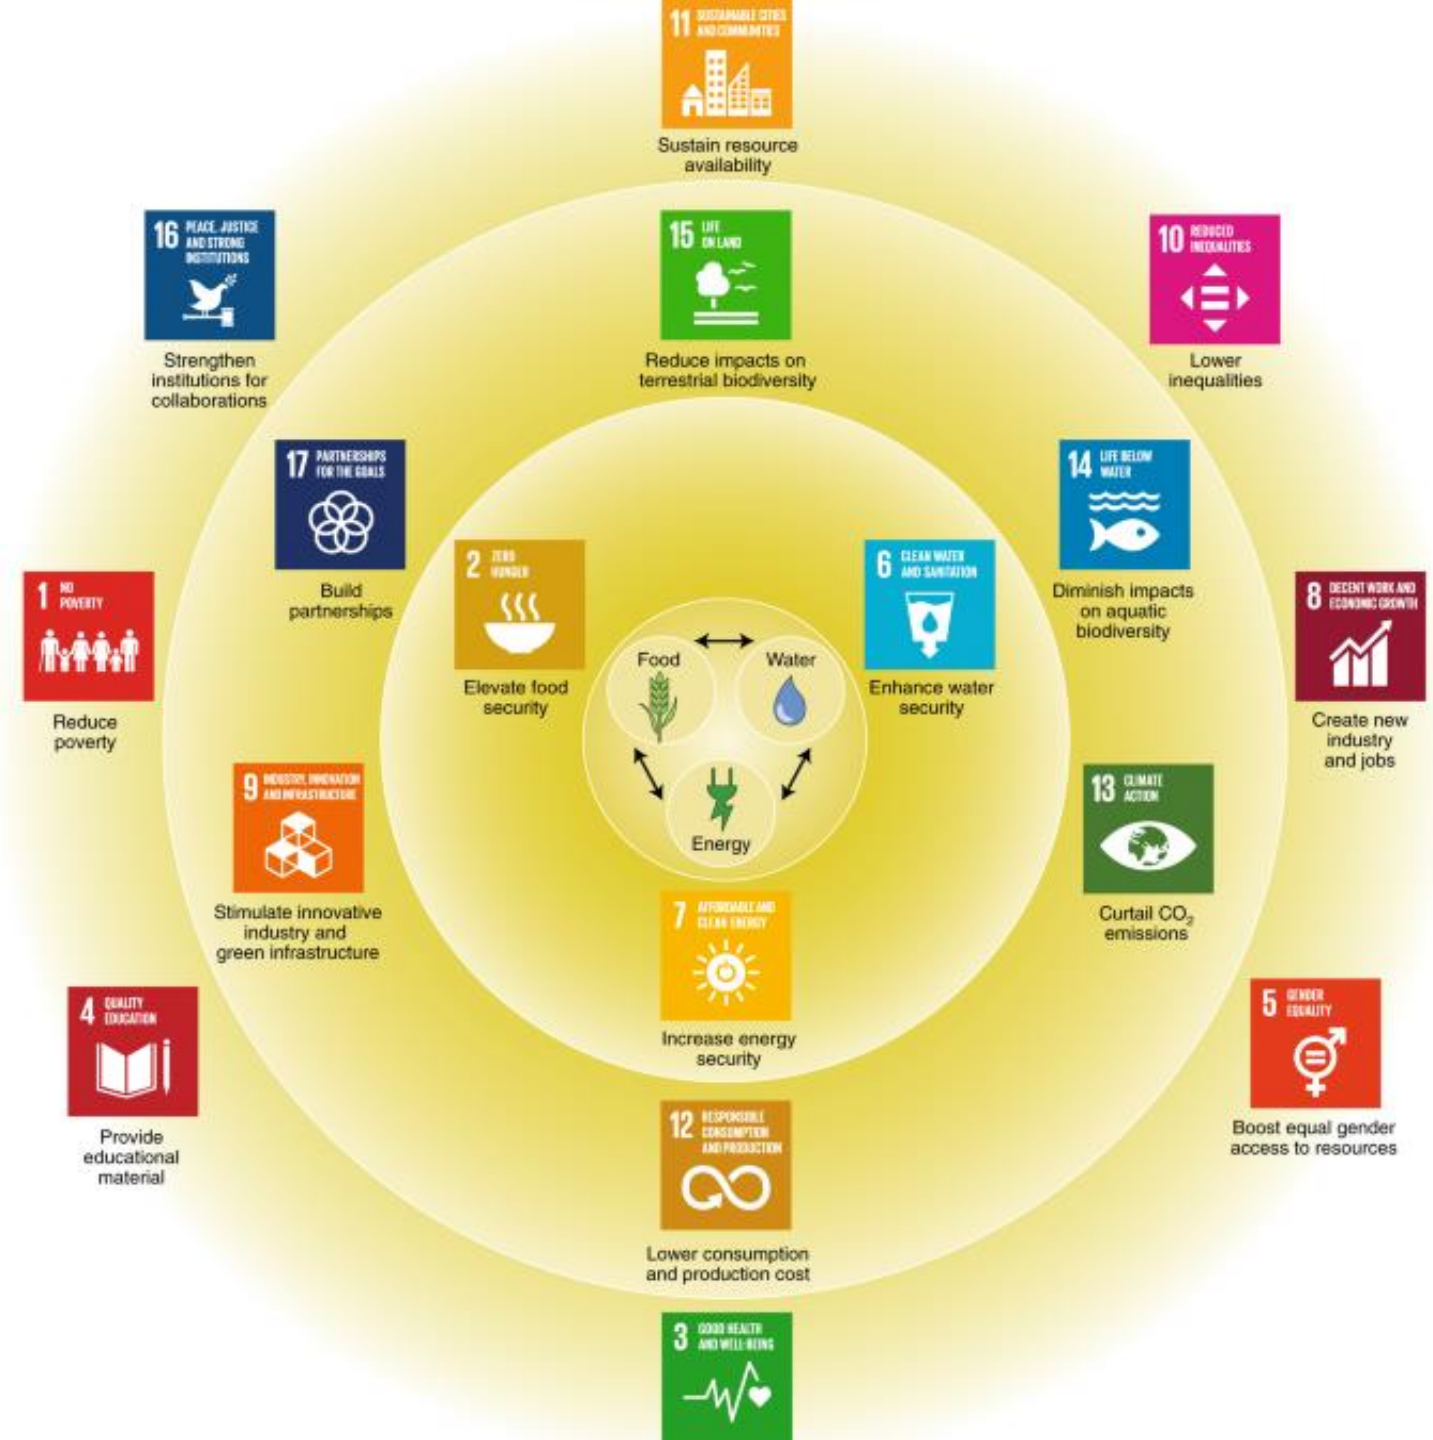 11 SUSTAINABLE CITIES
AND COMMUNITIES
Sustain resource
availability
16 PEACE, JUSTICE
AND STRONG
INSTITUTIONS
Strengthen
institutions for
collaborations
15 LIFE
ON LAND
Reduce impacts on
terrestrial biodiversity
10 REDUCED
INEQUALITIES
Lower
inequalities
17 PARTNERSHIPS
FOR THE GOALS
Build
partnerships
14 LIFE BELOW
WATER
Diminish impacts
on aquatic
biodiversity
2 ZERO
HUNGER
Elevate food
security
6 CLEAN WATER
AND SANITATION
Enhance water
security
1 NO
POVERTY
Reduce
poverty
8 DECENT WORK AND
ECONOMIC GROWTH
Create new
industry
and jobs
Food
Water
Energy
9 INDUSTRY, INNOVATION
AND INFRASTRUCTURE
Stimulate innovative
industry and
green infrastructure
13 CLIMATE
ACTION
Curtail CO₂
emissions
7 AFFORDABLE AND
CLEAN ENERGY
Increase energy
security
4 QUALITY
EDUCATION
Provide
educational
material
5 GENDER
EQUALITY
Boost equal gender
access to resources
12 RESPONSIBLE
CONSUMPTION
AND PRODUCTION
Lower consumption
and production cost
3 GOOD HEALTH
AND WELL-BEING